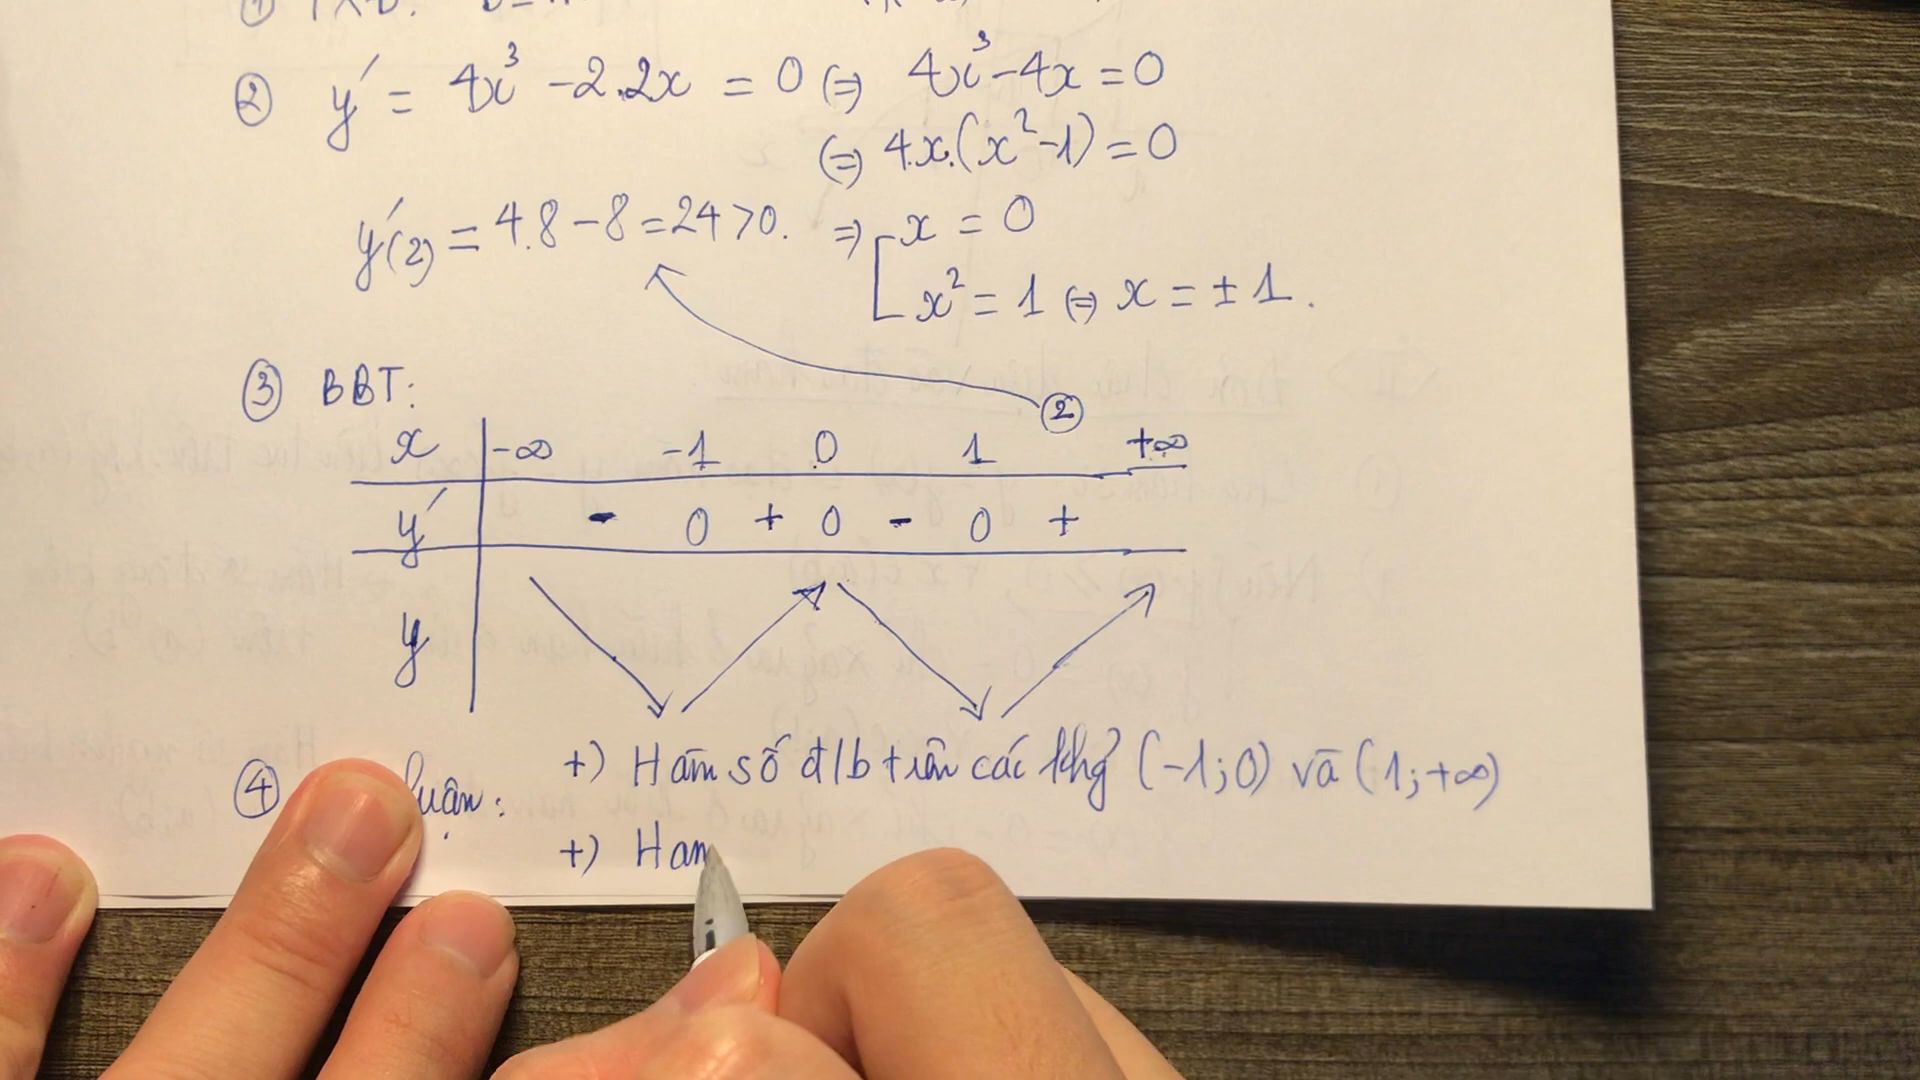 ② y' = 4x³ - 2.2x = 0 ⇔ 4x³ - 4x = 0
⇔ 4.x.(x² - 1) = 0
y'(2) = 4.8 - 8 = 24 > 0. ⇒ [x = 0
x² = 1 ⇔ x = ± 1.
③ BBT:
②
x -∞ -1 0 1 +∞
y' - 0 + 0 - 0 +
y
④ luận: +) Hàm số đ/b trên các khg (-1; 0) và (1; +∞)
+) Ham